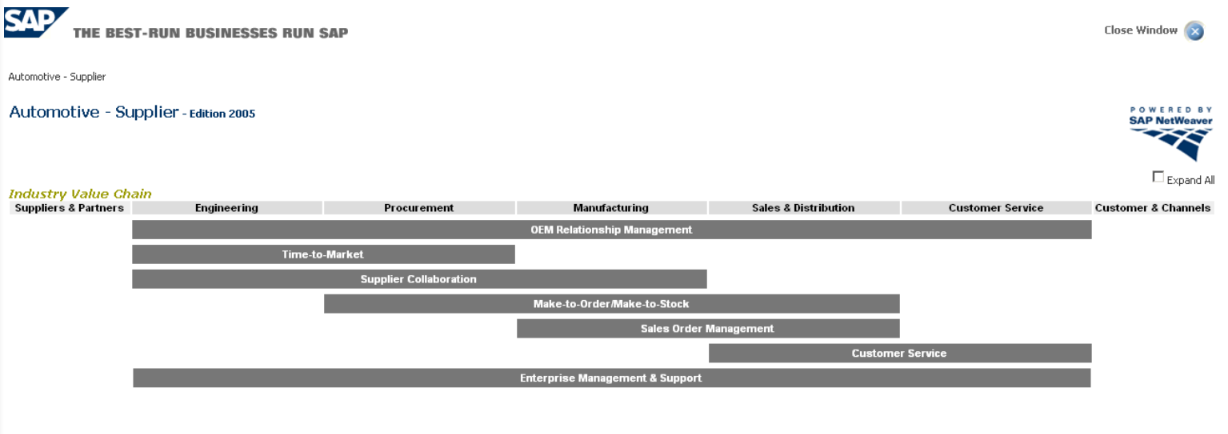 SAP THE BEST-RUN BUSINESSES RUN SAP
Close Window
Automotive - Supplier
Automotive - Supplier - Edition 2005
POWERED BY
SAP NetWeaver
Expand All
Industry Value Chain
Suppliers & Partners Engineering Procurement Manufacturing Sales & Distribution Customer Service Customer & Channels
OEM Relationship Management
Time-to-Market
Supplier Collaboration
Make-to-Order/Make-to-Stock
Sales Order Management
Customer Service
Enterprise Management & Support